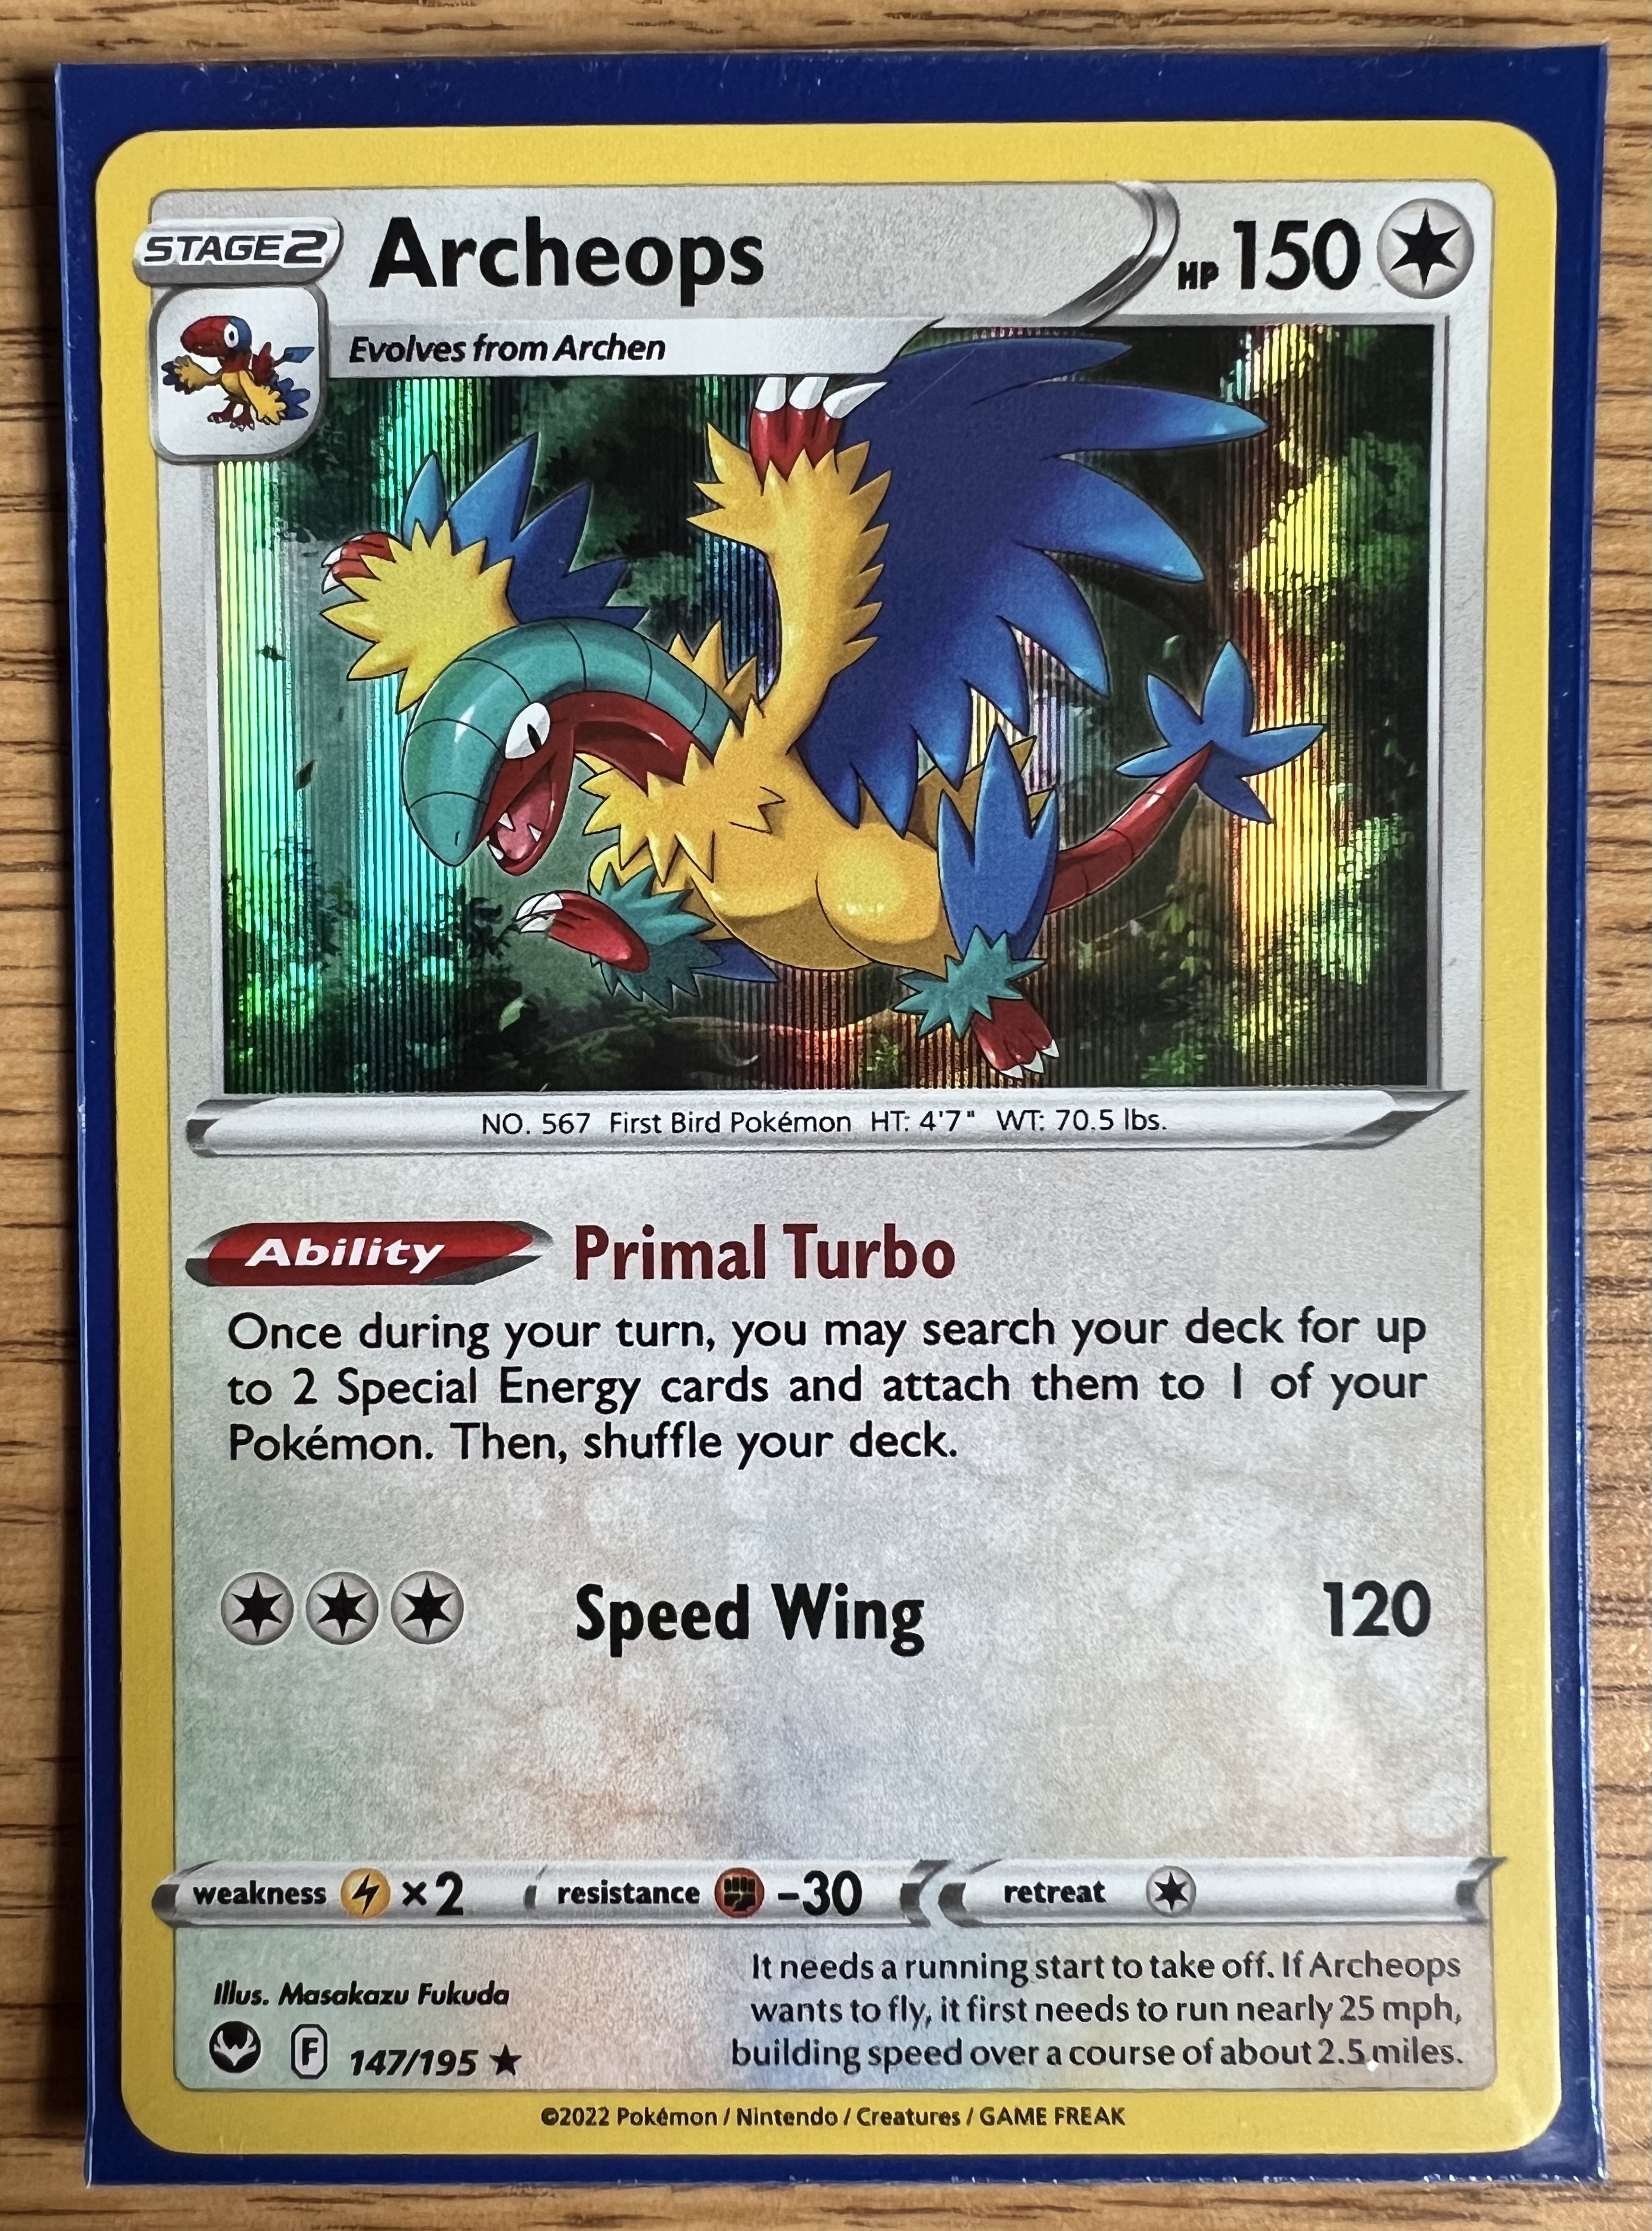 STAGE 2
Archeops
HP 150
Evolves from Archen
NO. 567 First Bird Pokémon HT: 4'7" WT: 70.5 lbs.
Ability Primal Turbo
Once during your turn, you may search your deck for up
to 2 Special Energy cards and attach them to 1 of your
Pokémon. Then, shuffle your deck.
Speed Wing 120
weakness ×2 resistance -30 retreat
Illus. Masakazu Fukuda
F 147/195 ★
It needs a running start to take off. If Archeops
wants to fly, it first needs to run nearly 25 mph,
building speed over a course of about 2.5 miles.
©2022 Pokémon / Nintendo / Creatures / GAME FREAK